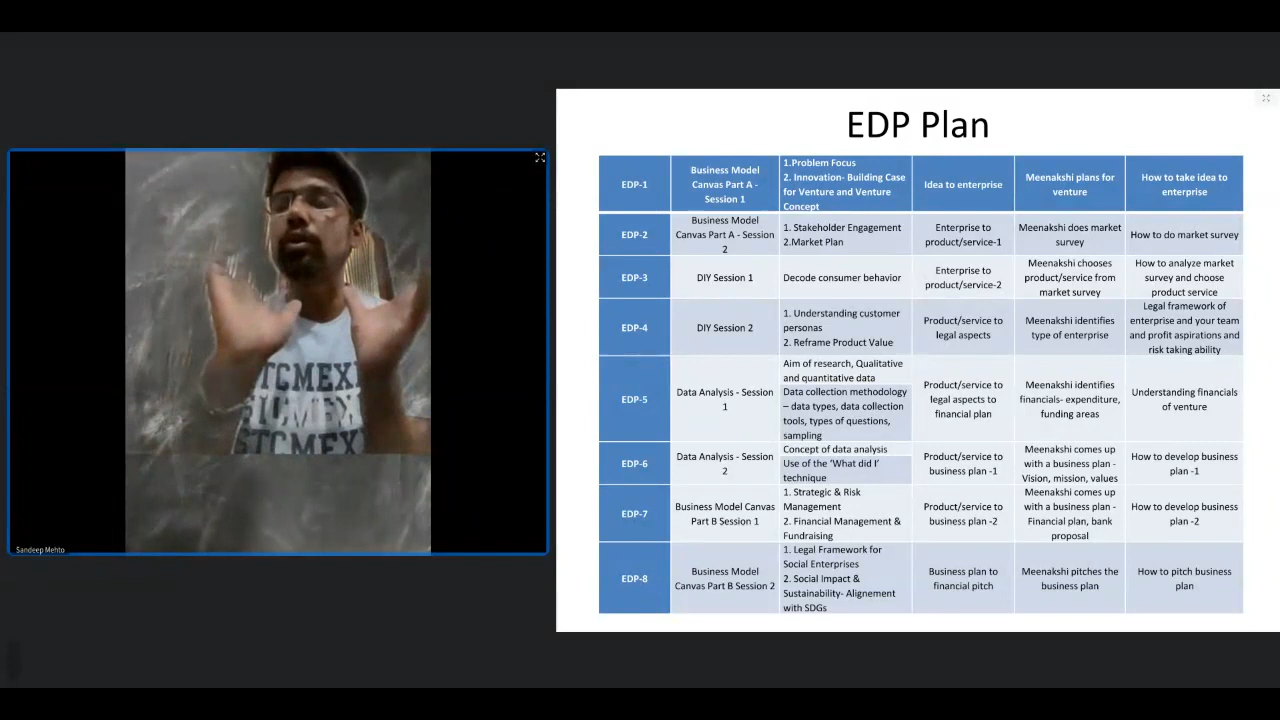 EDP Plan
EDP-1
Business Model
Canvas Part A -
Session 1
1.Problem Focus
2. Innovation- Building Case
for Venture and Venture
Concept
Idea to enterprise
Meenakshi plans for
venture
How to take idea to
enterprise
EDP-2
Business Model
Canvas Part A - Session
2
1. Stakeholder Engagement
2.Market Plan
Enterprise to
product/service-1
Meenakshi does market
survey
How to do market survey
EDP-3
DIY Session 1
Decode consumer behavior
Enterprise to
product/service-2
Meenakshi chooses
product/service from
market survey
How to analyze market
survey and choose
product service
EDP-4
DIY Session 2
1. Understanding customer
personas
2. Reframe Product Value
Product/service to
legal aspects
Meenakshi identifies
type of enterprise
Legal framework of
enterprise and your team
and profit aspirations and
risk taking ability
EDP-5
Data Analysis - Session
1
Aim of research, Qualitative
and quantitative data
Data collection methodology
– data types, data collection
tools, types of questions,
sampling
Product/service to
legal aspects to
financial plan
Meenakshi identifies
financials- expenditure,
funding areas
Understanding financials
of venture
EDP-6
Data Analysis - Session
2
Concept of data analysis
Use of the ‘What did I’
technique
Product/service to
business plan -1
Meenakshi comes up
with a business plan -
Vision, mission, values
How to develop business
plan -1
EDP-7
Business Model Canvas
Part B Session 1
1. Strategic & Risk
Management
2. Financial Management &
Fundraising
Product/service to
business plan -2
Meenakshi comes up
with a business plan -
Financial plan, bank
proposal
How to develop business
plan -2
EDP-8
Business Model
Canvas Part B Session 2
1. Legal Framework for
Social Enterprises
2. Social Impact &
Sustainability- Alignement
with SDGs
Business plan to
financial pitch
Meenakshi pitches the
business plan
How to pitch business
plan
Sandeep Mehto